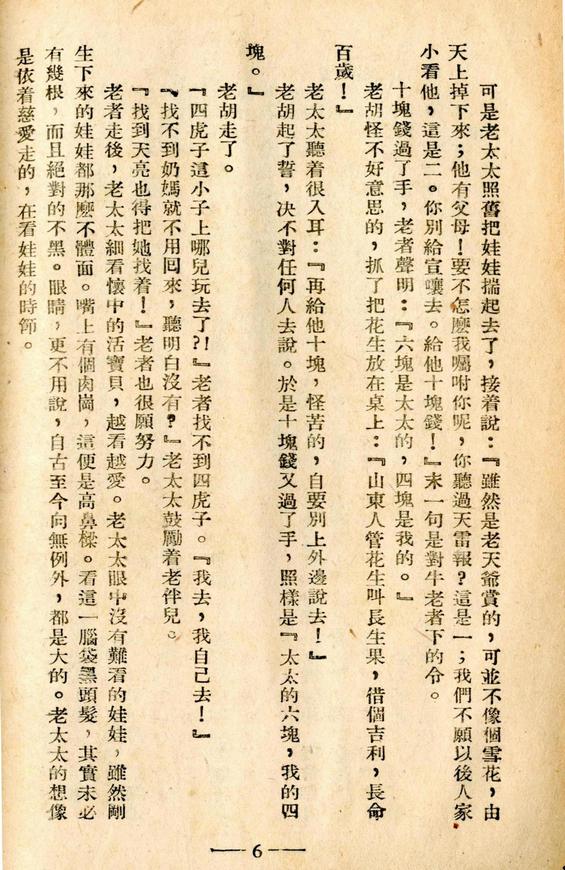 可是老太太照舊把娃娃揣起去了，接着說：『雖然是老天爺賞的，可並不像個雪花，由
天上掉下來；他有父母！要不怎麼我囑咐你呢，你聽過天雷報？這是一；我們不願以後人家
小看他，這是二。你別給宣嚷去。給他十塊錢！』末一句是對牛老者下的令。
十塊錢過了手，老者聲明：『六塊是太太的，四塊是我的。』
老胡怪不好意思的，抓了把花生放在桌上：『山東人管花生叫長生果，借個吉利，長命
百歲！』
老太太聽着很入耳：『再給他十塊，怪苦的，自要別上外邊說去！』
老胡起了誓，决不對任何人去說。於是十塊錢又過了手，照樣是『太太的六塊，我的四
塊。』
老胡走了。
『四虎子這小子上哪兒玩去了？！』老者找不到四虎子。『我去，我自己去！』
『找不到奶媽就不用囘來，聽明白沒有？』老太太鼓勵着老伴兒。
『找到天亮也得把她找着！』老者也很願努力。
老者走後，老太太細看懷中的活寶貝，越看越愛。老太太眼中沒有難看的娃娃，雖然剛
生下來的娃娃都那麼不體面。嘴上有個肉崗，這便是高鼻樑。看這一腦袋黑頭髮，其實未必
有幾根，而且絕對的不黑。眼睛，更不用說，自古至今向無例外，都是大的。老太太的想像
是依着慈愛走的，在看娃娃的時節。
6